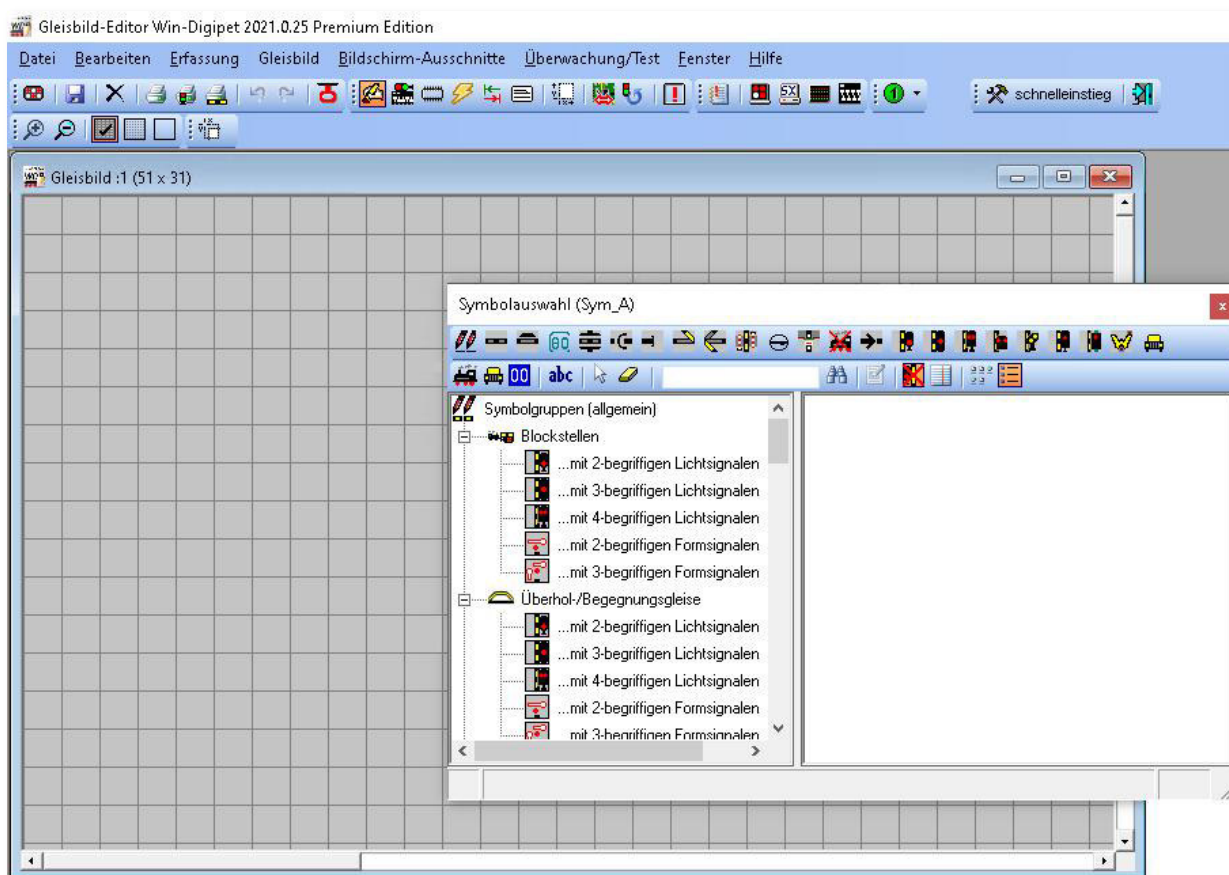 Gleisbild-Editor Win-Digipet 2021.0.25 Premium Edition
Datei Bearbeiten Erfassung Gleisbild Bildschirm-Ausschnitte Überwachung/Test Fenster Hilfe
schnelleinstieg
Gleisbild :1 (51 x 31)
Symbolauswahl (Sym_A)
abc
Symbolgruppen (allgemein)
Blockstellen
...mit 2-begriffigen Lichtsignalen
...mit 3-begriffigen Lichtsignalen
...mit 4-begriffigen Lichtsignalen
...mit 2-begriffigen Formsignalen
...mit 3-begriffigen Formsignalen
Überhol-/Begegnungsgleise
...mit 2-begriffigen Lichtsignalen
...mit 3-begriffigen Lichtsignalen
...mit 4-begriffigen Lichtsignalen
...mit 2-begriffigen Formsignalen
mit 3-begriffigen Formsignalen